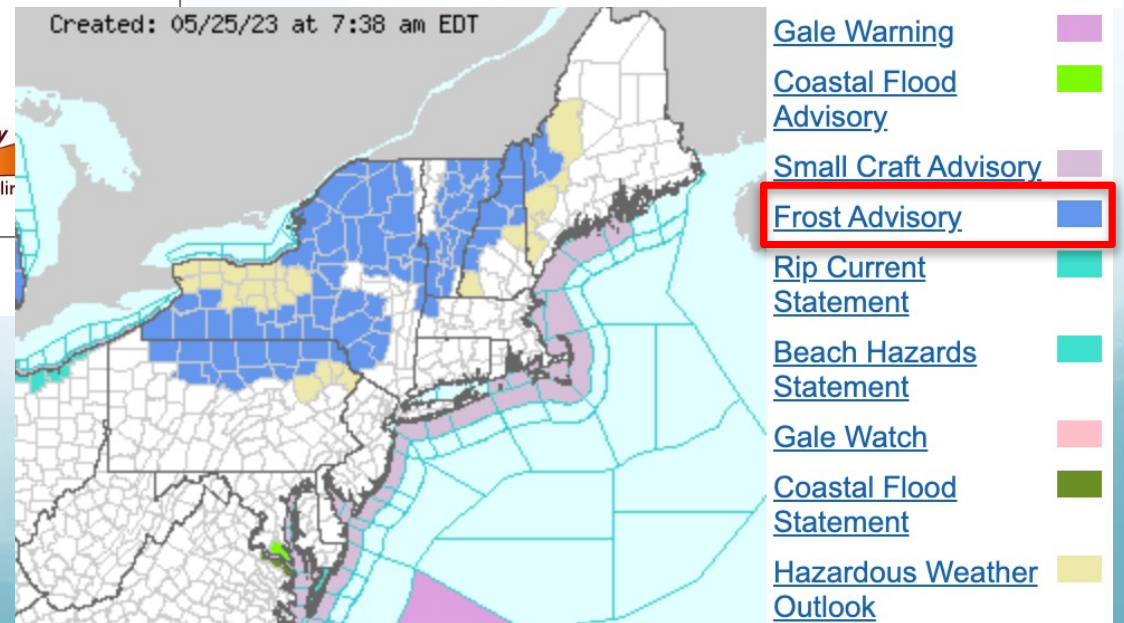 Created: 05/25/23 at 7:38 am EDT
Gale Warning
Coastal Flood
Advisory
Small Craft Advisory
Frost Advisory
Rip Current
Statement
Beach Hazards
Statement
Gale Watch
Coastal Flood
Statement
Hazardous Weather
Outlook